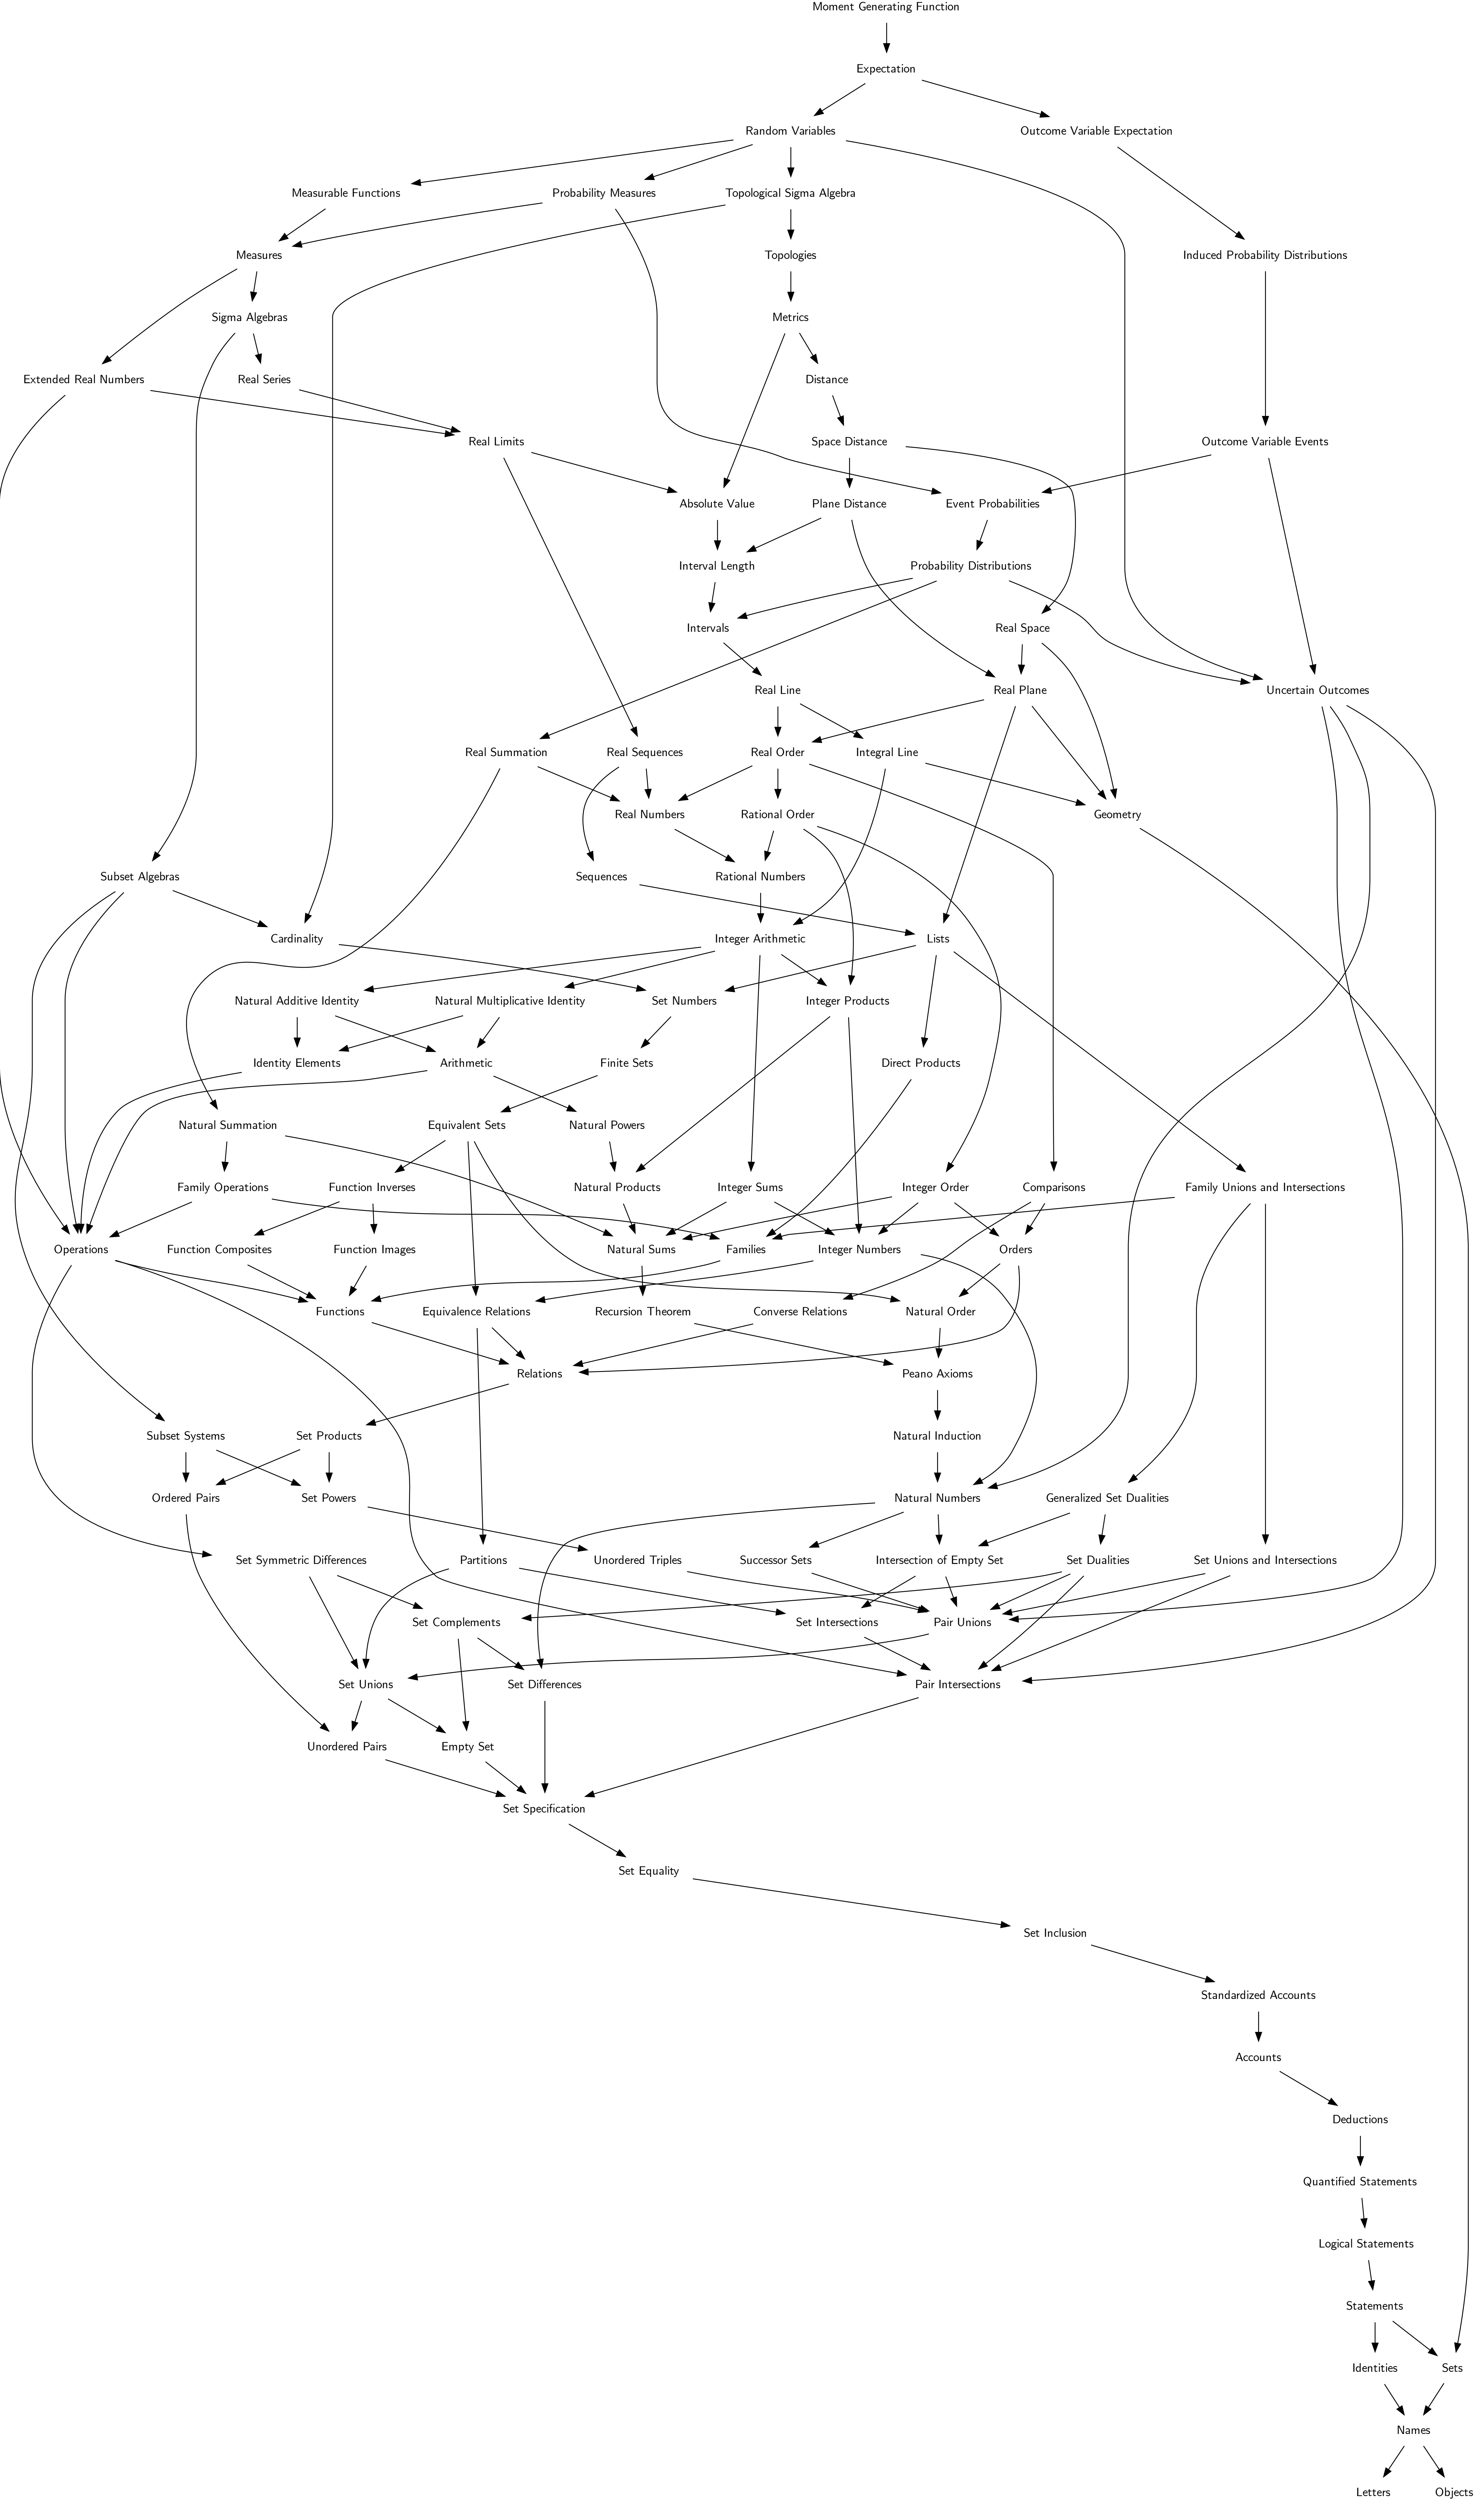 Moment Generating Function
Expectation
Random Variables
Outcome Variable Expectation
Measurable Functions
Probability Measures
Topological Sigma Algebra
Measures
Topologies
Induced Probability Distributions
Sigma Algebras
Metrics
Extended Real Numbers
Real Series
Distance
Real Limits
Space Distance
Outcome Variable Events
Absolute Value
Plane Distance
Event Probabilities
Interval Length
Probability Distributions
Intervals
Real Space
Real Line
Real Plane
Uncertain Outcomes
Real Summation
Real Sequences
Real Order
Integral Line
Real Numbers
Rational Order
Geometry
Subset Algebras
Sequences
Rational Numbers
Cardinality
Integer Arithmetic
Lists
Natural Additive Identity
Natural Multiplicative Identity
Set Numbers
Integer Products
Identity Elements
Arithmetic
Finite Sets
Direct Products
Natural Summation
Equivalent Sets
Natural Powers
Family Operations
Function Inverses
Natural Products
Integer Sums
Integer Order
Comparisons
Family Unions and Intersections
Operations
Function Composites
Function Images
Natural Sums
Families
Integer Numbers
Orders
Functions
Equivalence Relations
Recursion Theorem
Converse Relations
Natural Order
Relations
Peano Axioms
Subset Systems
Set Products
Natural Induction
Ordered Pairs
Set Powers
Natural Numbers
Generalized Set Dualities
Set Symmetric Differences
Partitions
Unordered Triples
Successor Sets
Intersection of Empty Set
Set Dualities
Set Unions and Intersections
Set Complements
Set Intersections
Pair Unions
Set Unions
Set Differences
Pair Intersections
Unordered Pairs
Empty Set
Set Specification
Set Equality
Set Inclusion
Standardized Accounts
Accounts
Deductions
Quantified Statements
Logical Statements
Statements
Identities
Sets
Names
Letters
Objects